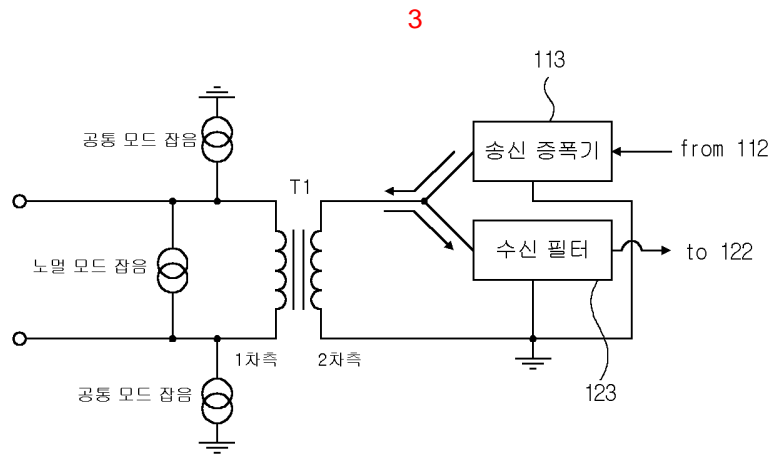 3
113
공통 모드 잡음
송신 증폭기
from 112
T1
노멀 모드 잡음
수신 필터
to 122
1차측
2차측
공통 모드 잡음
123